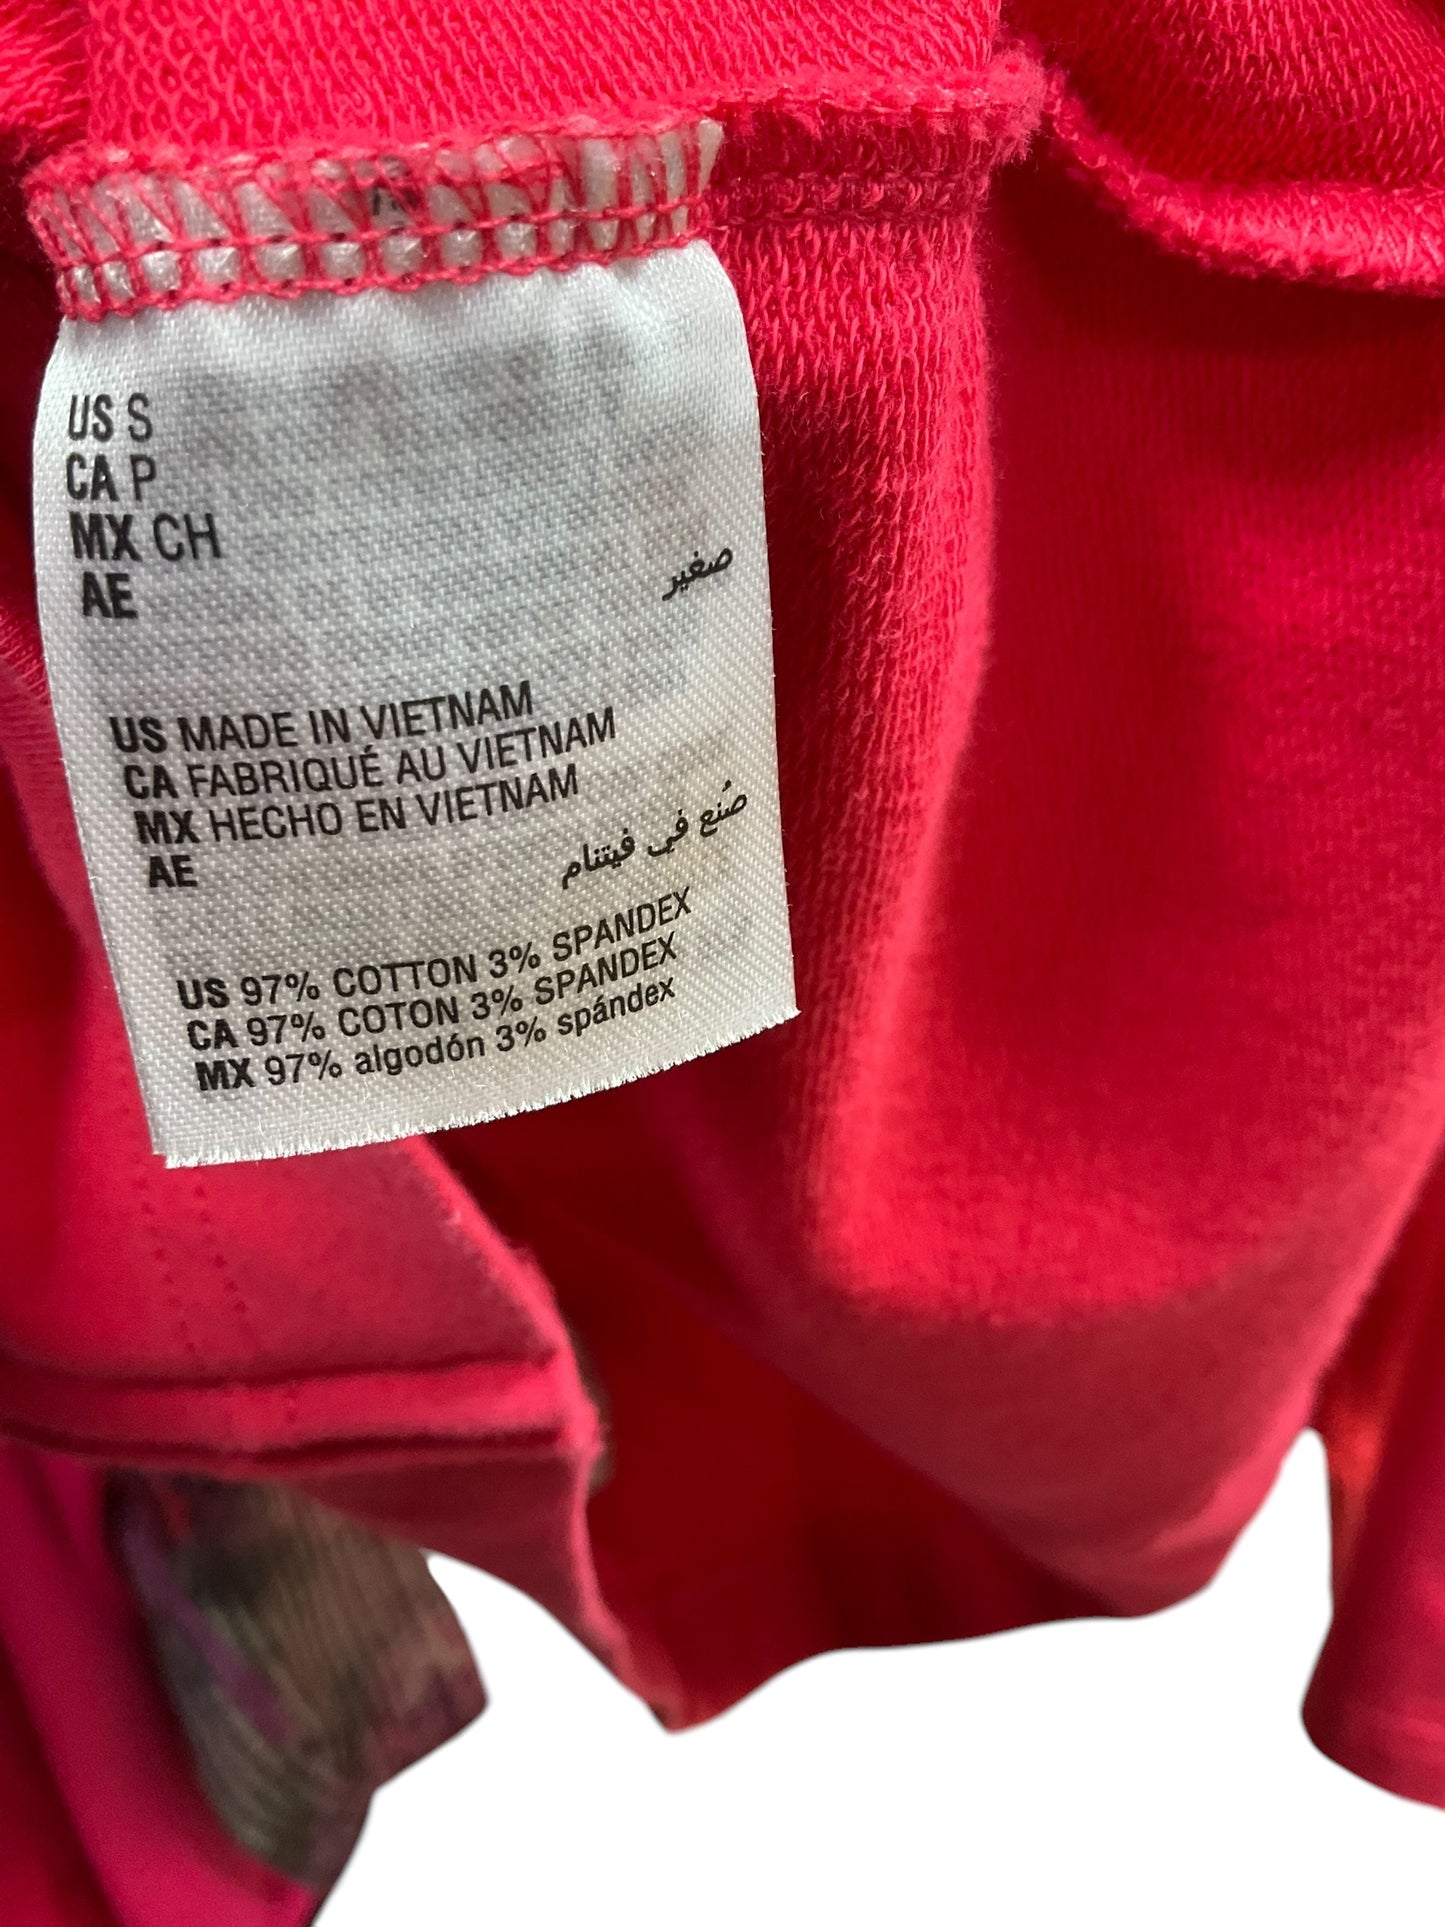 US S
CA P
MX CH
AE صغير
US MADE IN VIETNAM
CA FABRIQUÉ AU VIETNAM
MX HECHO EN VIETNAM
AE صُنع في فيتنام
US 97% COTTON 3% SPANDEX
CA 97% COTON 3% SPANDEX
MX 97% algodón 3% spándex